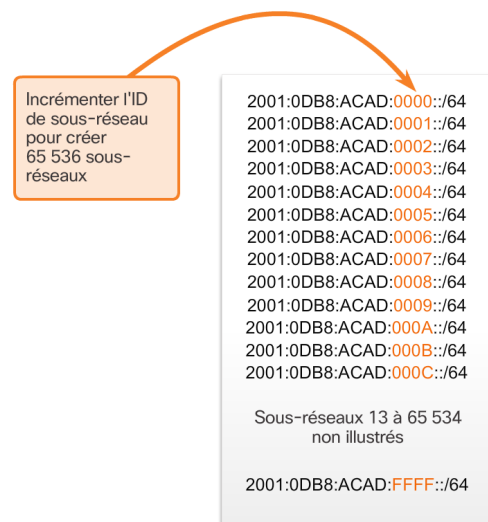 Incrémenter l'ID
de sous-réseau
pour créer
65 536 sous-
réseaux
2001:0DB8:ACAD:0000::/64
2001:0DB8:ACAD:0001::/64
2001:0DB8:ACAD:0002::/64
2001:0DB8:ACAD:0003::/64
2001:0DB8:ACAD:0004::/64
2001:0DB8:ACAD:0005::/64
2001:0DB8:ACAD:0006::/64
2001:0DB8:ACAD:0007::/64
2001:0DB8:ACAD:0008::/64
2001:0DB8:ACAD:0009::/64
2001:0DB8:ACAD:000A::/64
2001:0DB8:ACAD:000B::/64
2001:0DB8:ACAD:000C::/64
Sous-réseaux 13 à 65 534
non illustrés
2001:0DB8:ACAD:FFFF::/64